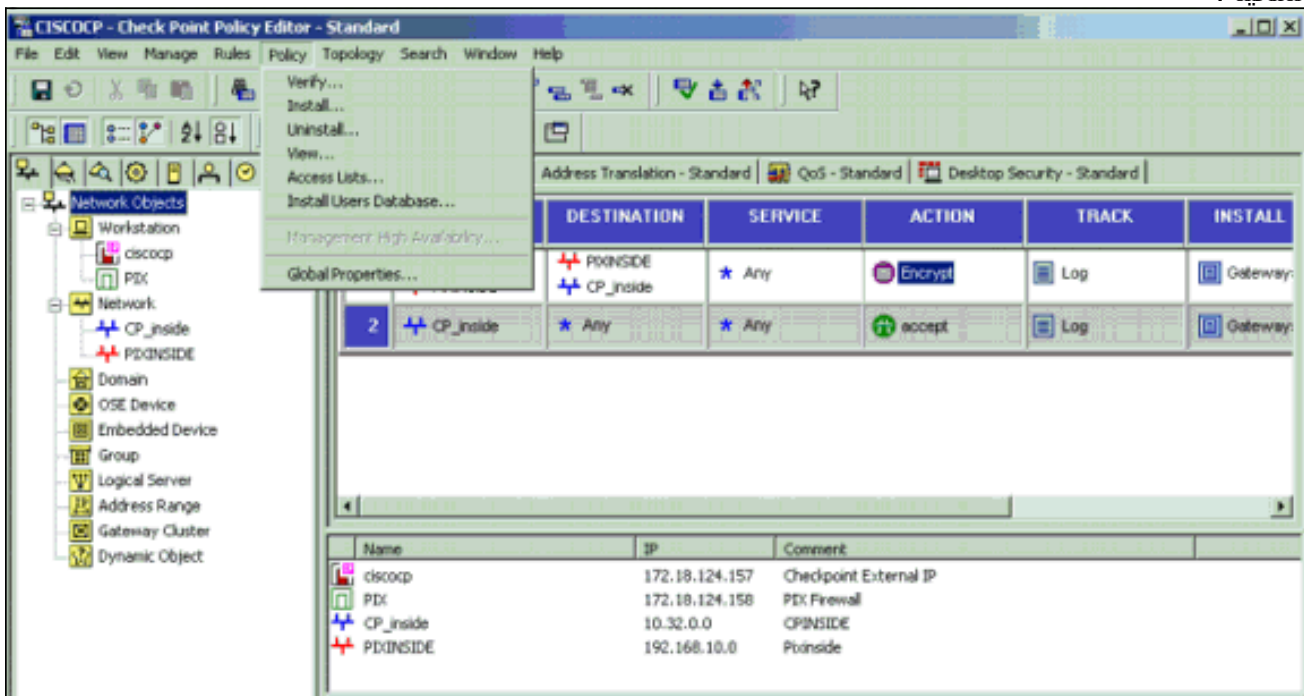 CISCOCP - Check Point Policy Editor - Standard
File Edit View Manage Rules Policy Topology Search Window Help
Verify...
Install...
Uninstall...
View...
Access Lists...
Install Users Database...
Management High Availability...
Global Properties...
Address Translation - Standard QoS - Standard Desktop Security - Standard
Network Objects
Workstation
ciscocp
PIX
Network
CP_inside
PIXINSIDE
Domain
OSE Device
Embedded Device
Group
Logical Server
Address Range
Gateway Cluster
Dynamic Object
DESTINATION SERVICE ACTION TRACK INSTALL
PIXINSIDE
CP_inside
Any Encrypt Log Gateway
2 CP_inside Any Any accept Log Gateway
Name IP Comment
ciscocp 172.18.124.157 Checkpoint External IP
PIX 172.18.124.158 PIX Firewall
CP_inside 10.32.0.0 CPINSIDE
PIXINSIDE 192.168.10.0 Pixinside